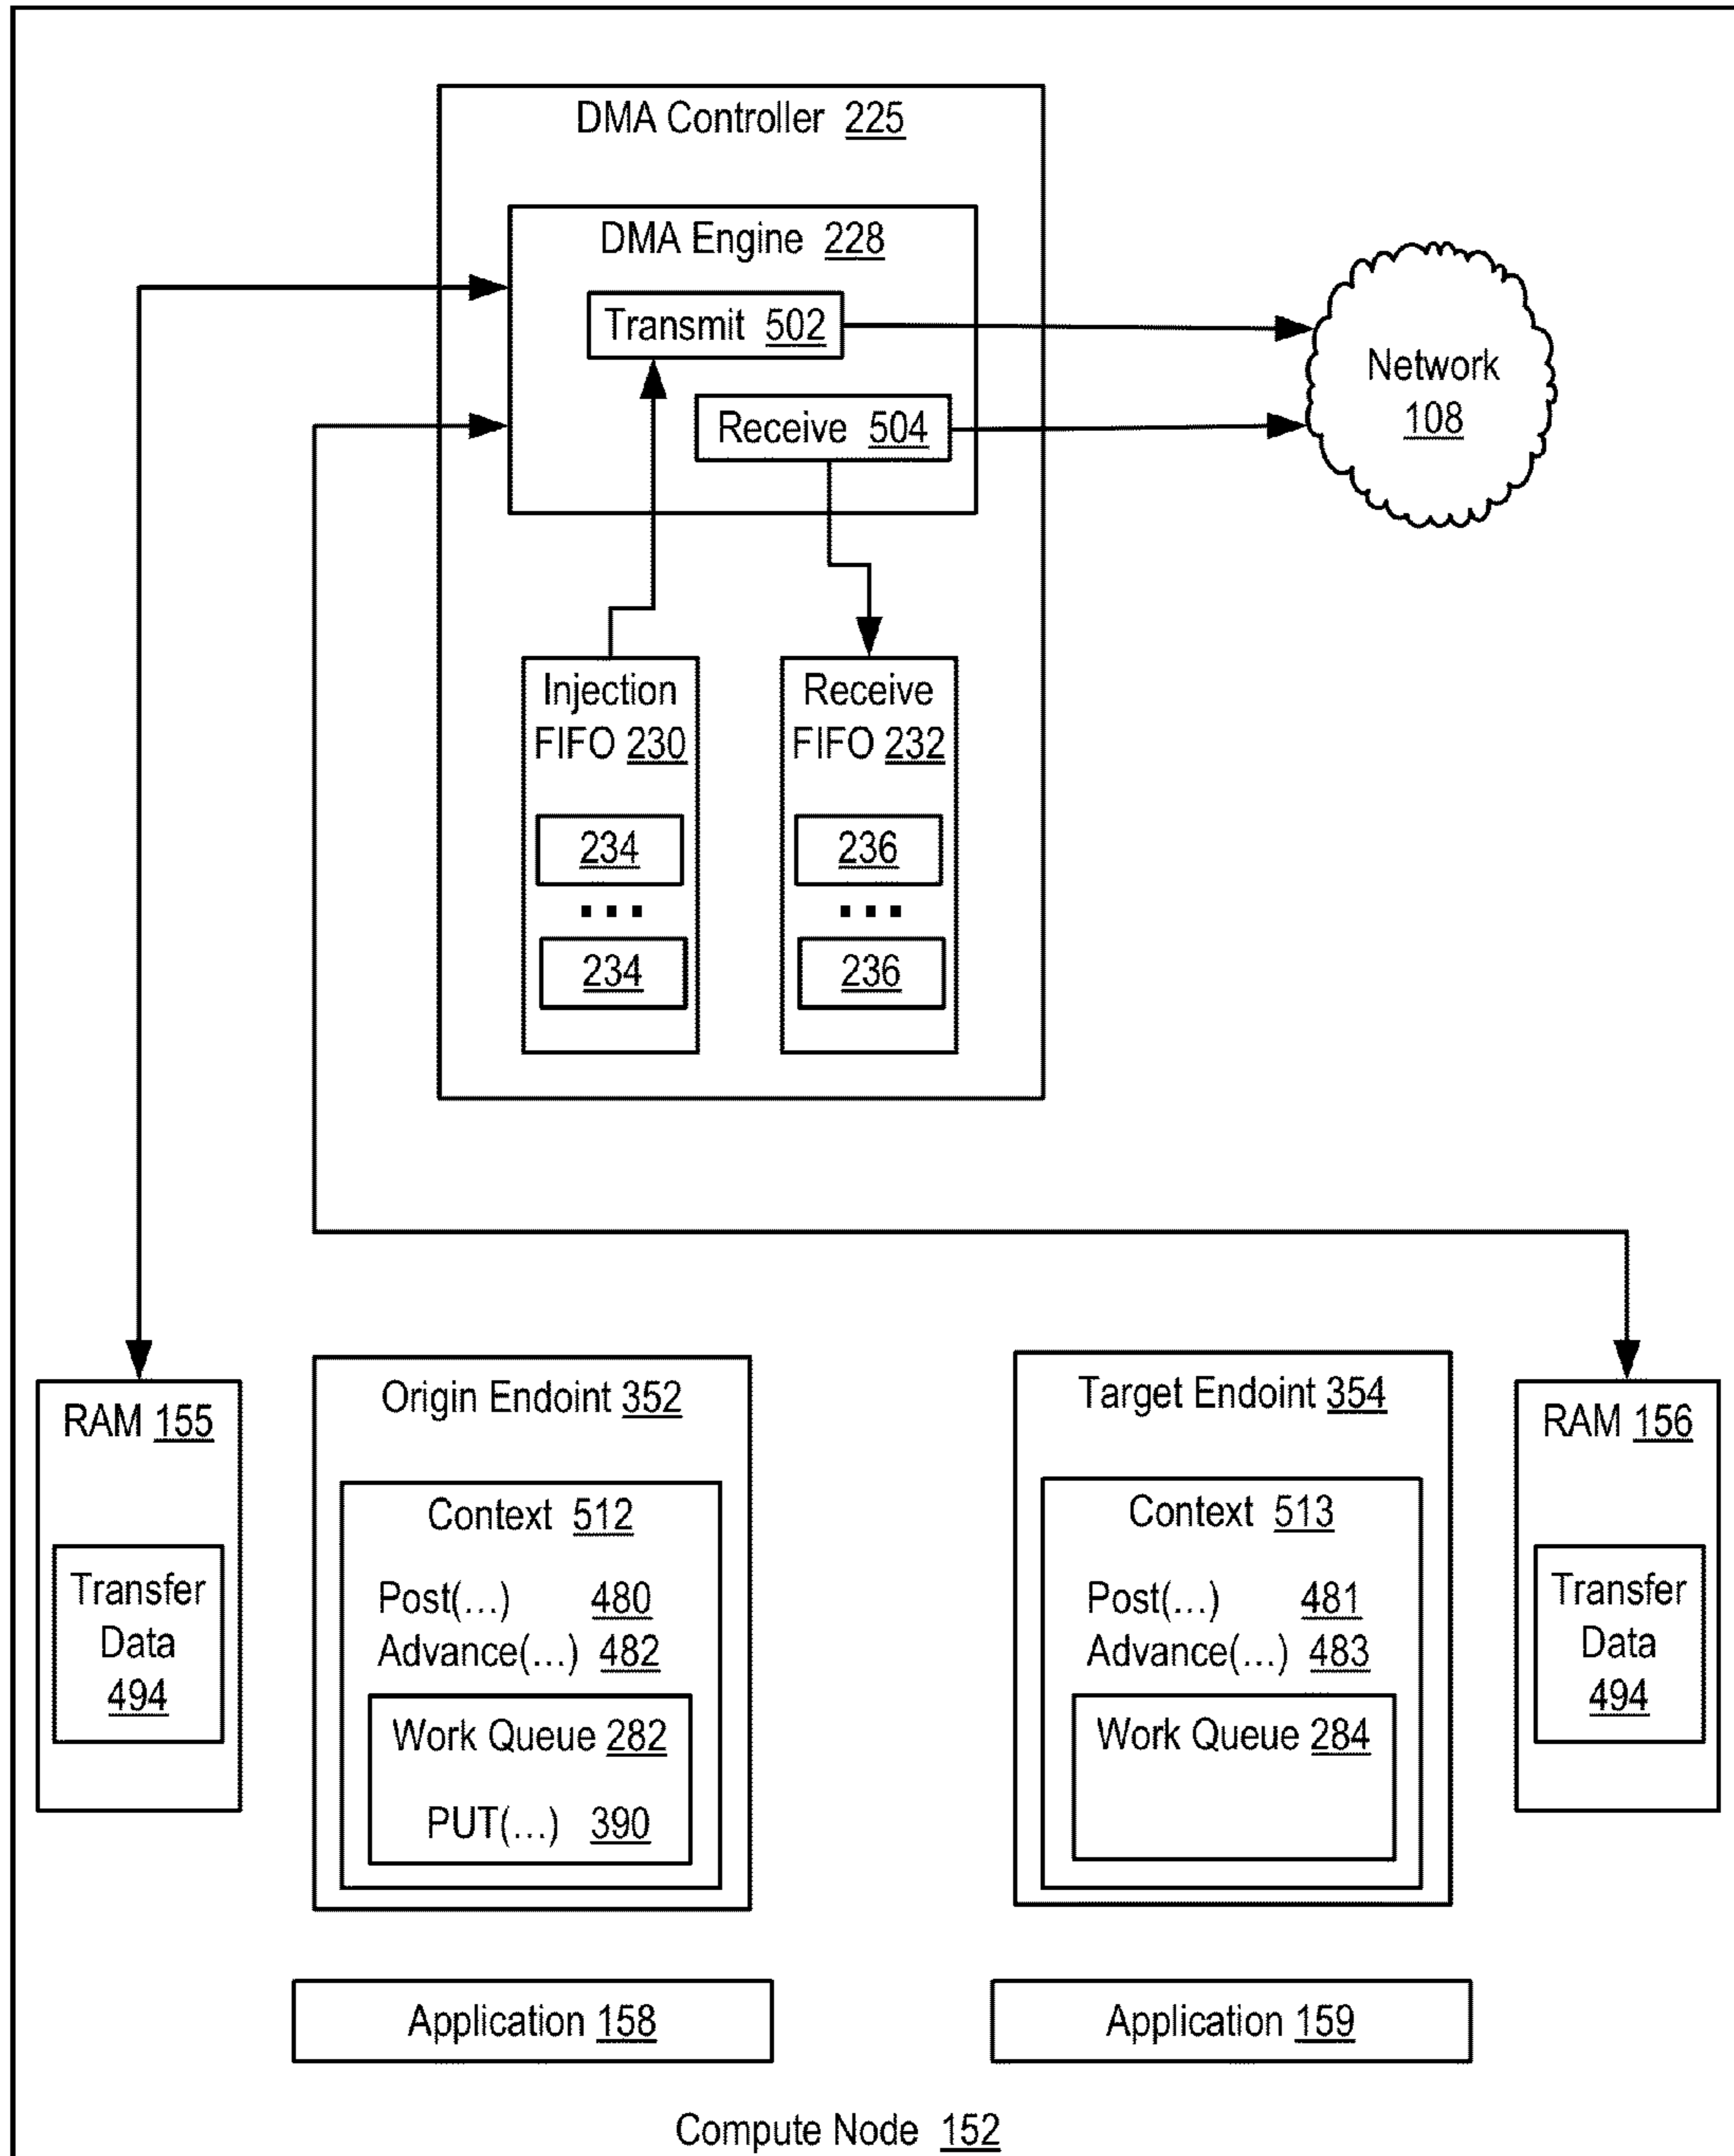 DMA Controller 225
DMA Engine 228
Transmit 502
Receive 504
Network
108
Injection
FIFO 230
234
...
234
Receive
FIFO 232
236
...
236
RAM 155
Transfer
Data
494
Origin Endoint 352
Context 512
Post(...) 480
Advance(...) 482
Work Queue 282
PUT(...) 390
Target Endoint 354
Context 513
Post(...) 481
Advance(...) 483
Work Queue 284
RAM 156
Transfer
Data
494
Application 158
Application 159
Compute Node 152